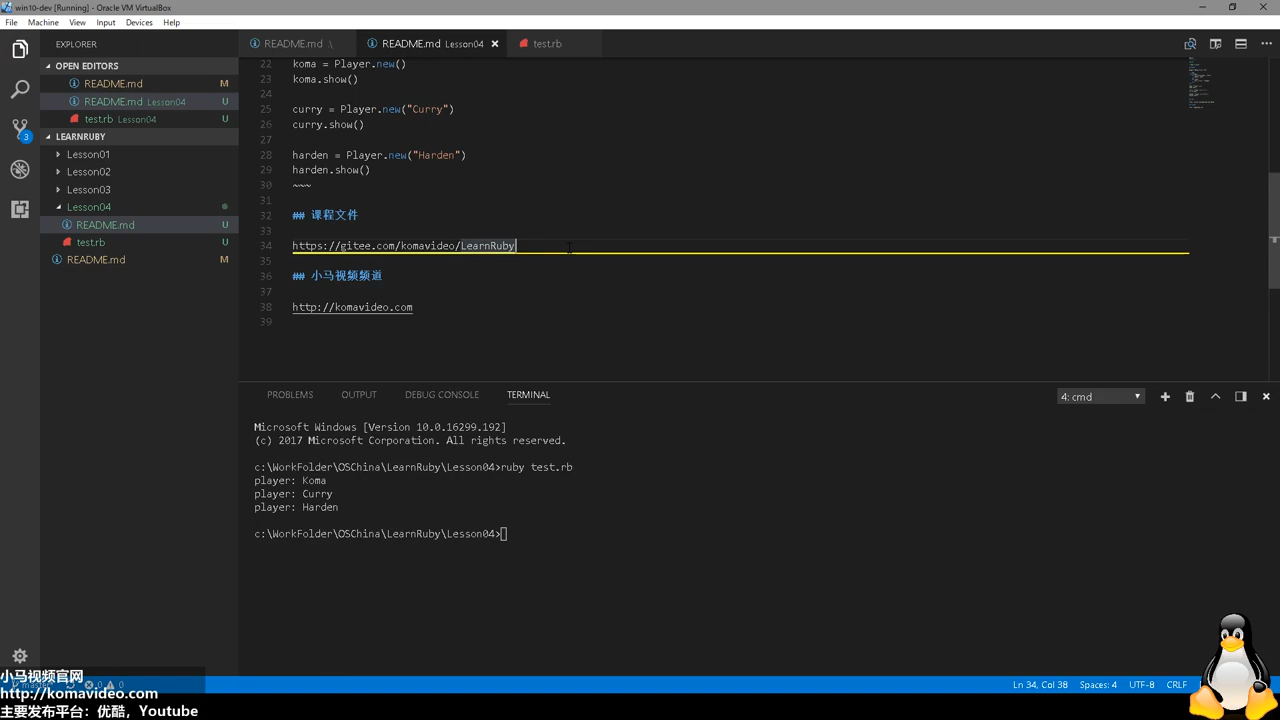 win10-dev [Running] - Oracle VM VirtualBox
File Machine View Input Devices Help
EXPLORER
OPEN EDITORS
README.md M
README.md Lesson04 U
test.rb Lesson04 U
LEARNRUBY
Lesson01
Lesson02
Lesson03
Lesson04
README.md U
test.rb U
README.md M
3
README.md .\ README.md Lesson04 test.rb
22 koma = Player.new()
23 koma.show()
24
25 curry = Player.new("Curry")
26 curry.show()
27
28 harden = Player.new("Harden")
29 harden.show()
30 ~~~
31
32 ## 课程文件
33
34 https://gitee.com/komavideo/LearnRuby
35
36 ## 小马视频频道
37
38 http://komavideo.com
39
PROBLEMS OUTPUT DEBUG CONSOLE TERMINAL 4: cmd
Microsoft Windows [Version 10.0.16299.192]
(c) 2017 Microsoft Corporation. All rights reserved.
c:\WorkFolder\OSChina\LearnRuby\Lesson04>ruby test.rb
player: Koma
player: Curry
player: Harden
c:\WorkFolder\OSChina\LearnRuby\Lesson04>
0 0 Ln 34, Col 38 Spaces: 4 UTF-8 CRLF
小马视频官网
http://komavideo.com
主要发布平台: 优酷, Youtube